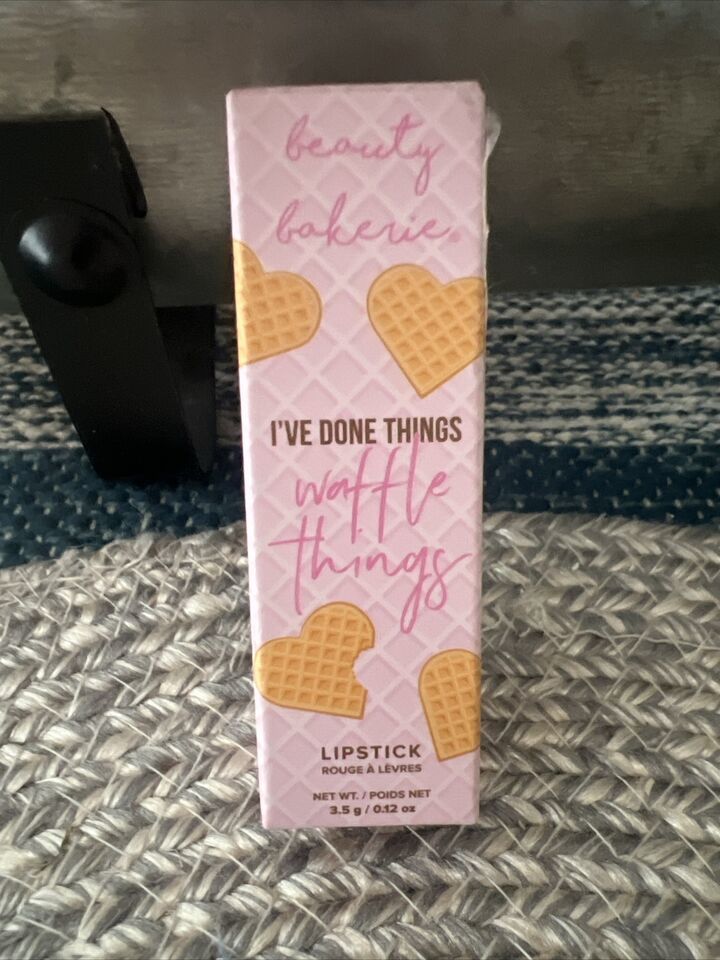 beauty
bakerie®
I'VE DONE THINGS
waffle
things
LIPSTICK
ROUGE À LÈVRES
NET WT. / POIDS NET
3.5 g / 0.12 oz